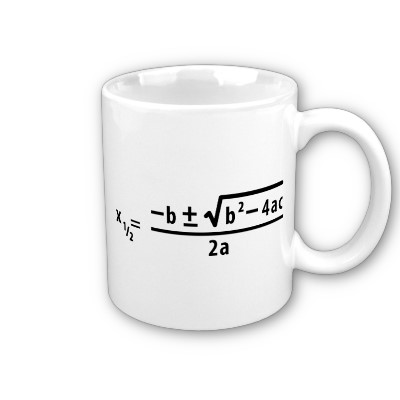 x₁/₂= −b ± √b²−4ac
2a